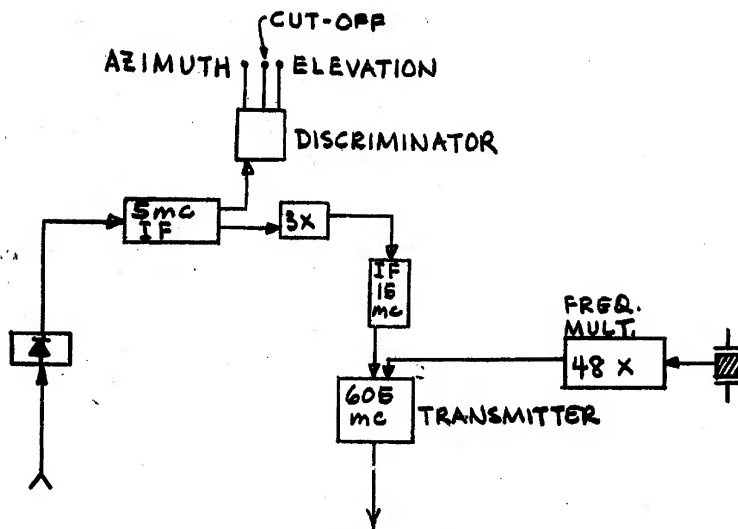 CUT-OFF
AZIMUTH
ELEVATION
DISCRIMINATOR
5mc
IF
3X
IF
15
mc
FREQ.
MULT.
48 X
605
mc
TRANSMITTER